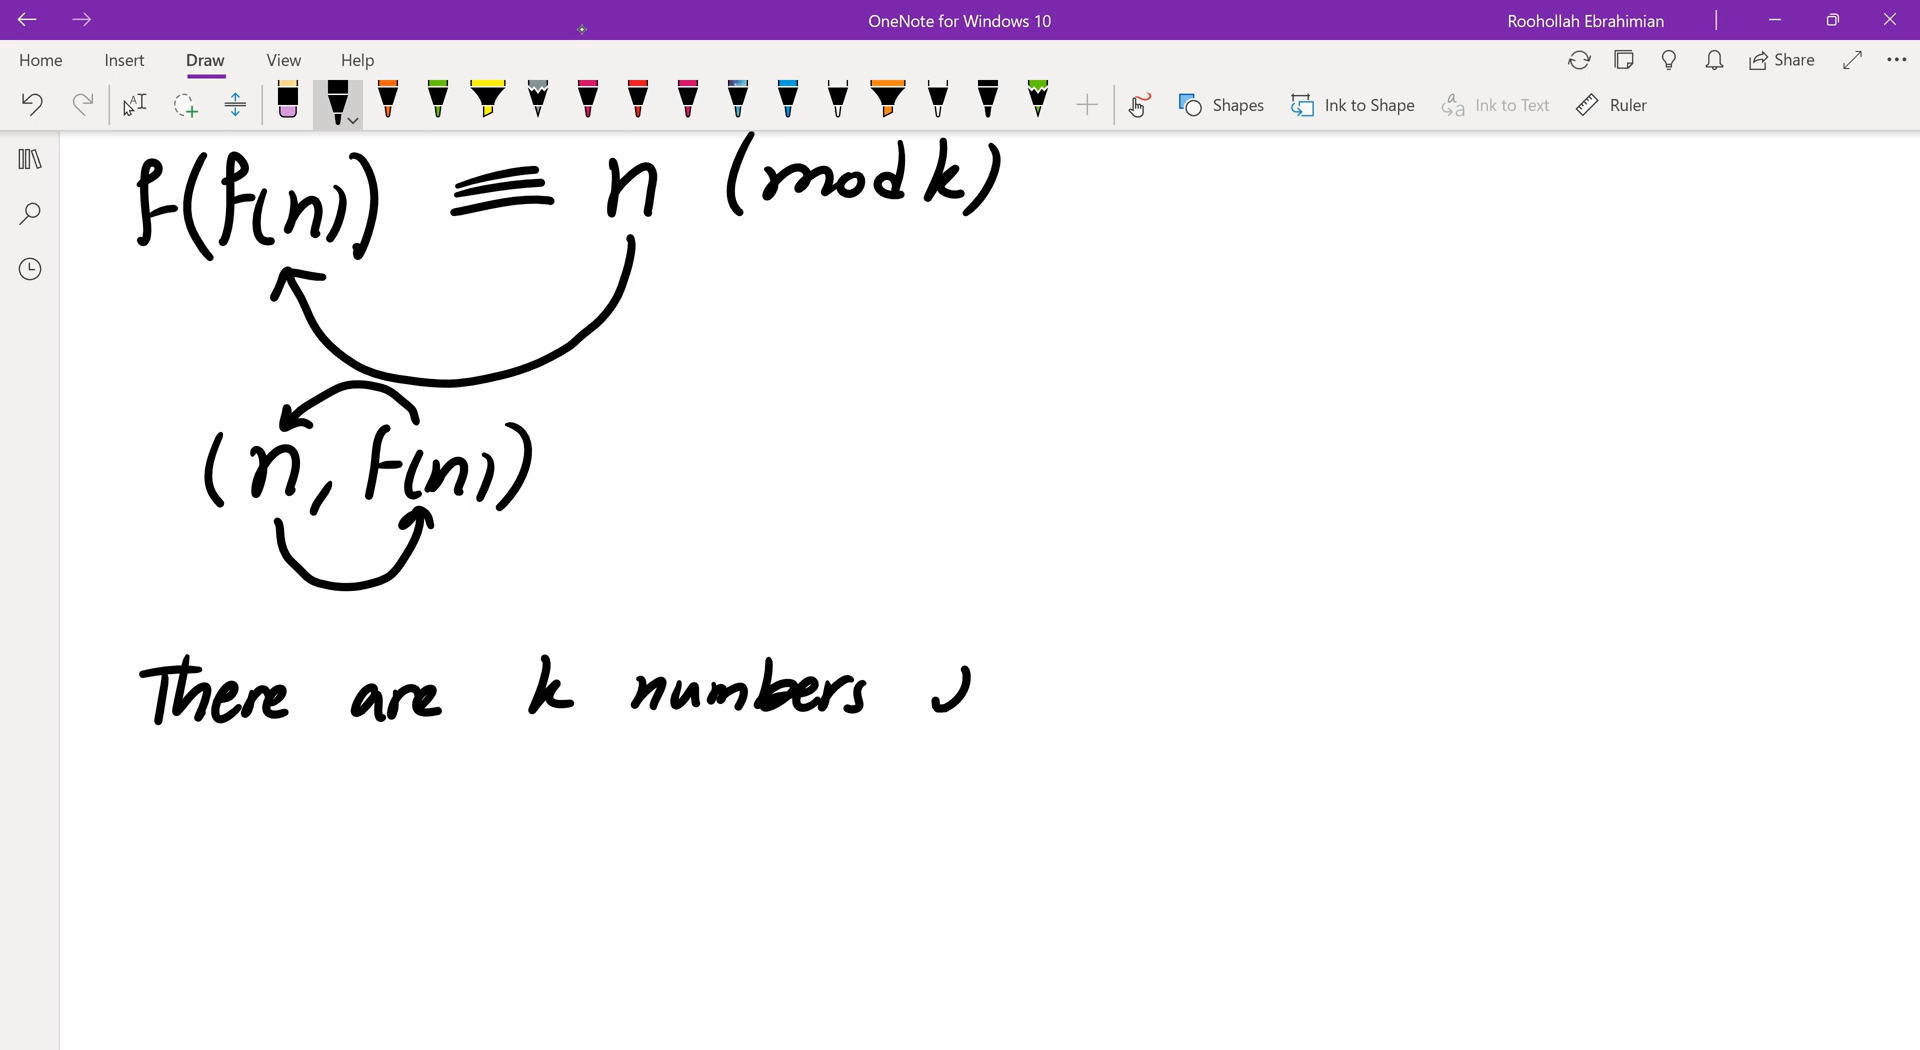 OneNote for Windows 10
Roohollah Ebrahimian
Home Insert Draw View Help
Share
Shapes Ink to Shape Ink to Text Ruler
f(f(n)) ≡ n (mod k)
(n, f(n))
There are k numbers